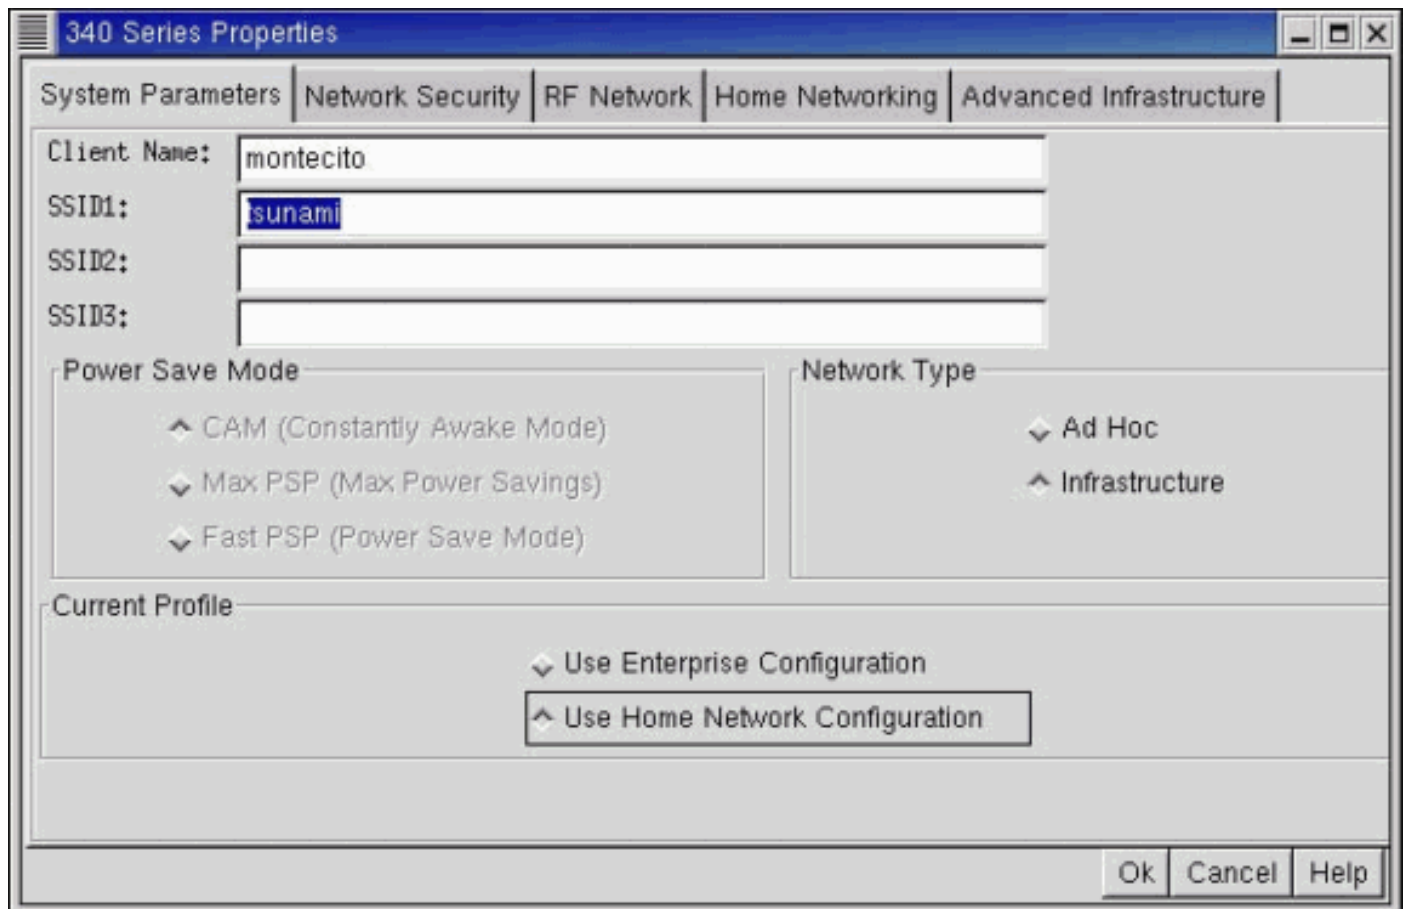 340 Series Properties
System Parameters Network Security RF Network Home Networking Advanced Infrastructure
Client Name: montecito
SSID1: tsunami
SSID2:
SSID3:
Power Save Mode
CAM (Constantly Awake Mode)
Max PSP (Max Power Savings)
Fast PSP (Power Save Mode)
Network Type
Ad Hoc
Infrastructure
Current Profile
Use Enterprise Configuration
Use Home Network Configuration
Ok Cancel Help